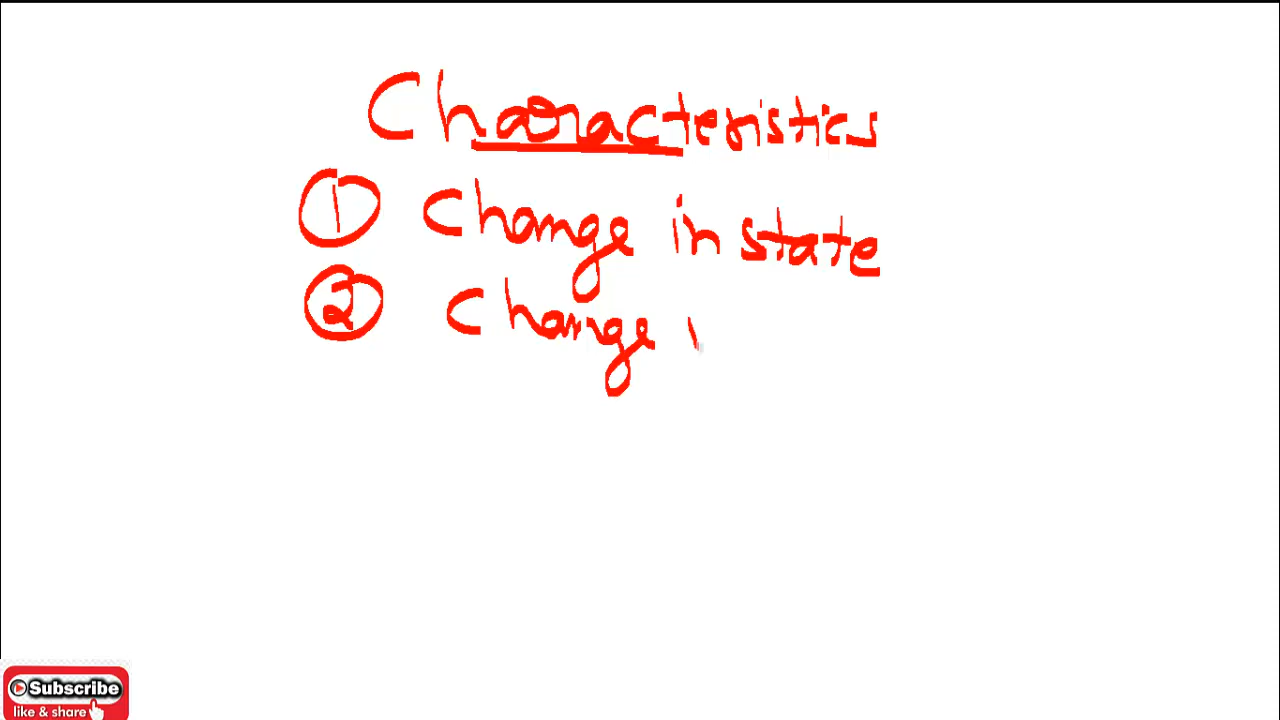 Characteristics
1 Change in state
2 Change
Subscribe
like & share